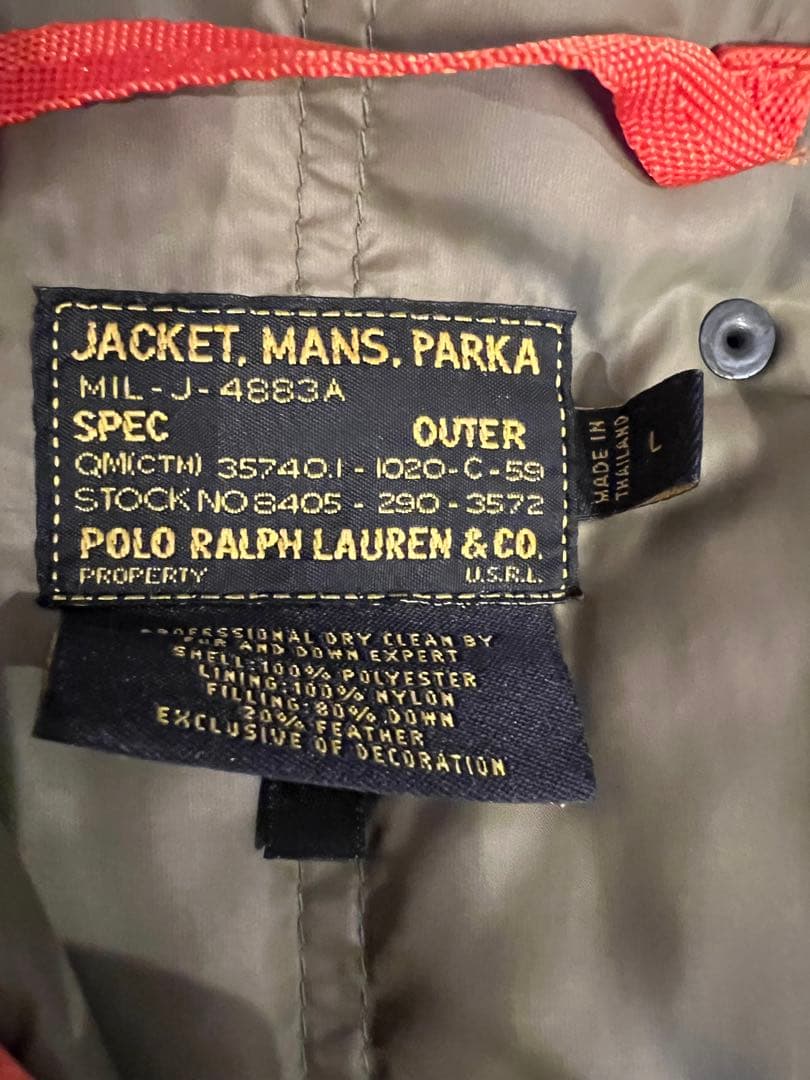 JACKET, MANS, PARKA
MIL-J-4883A
SPEC OUTER
QM(CTM) 35740.1-1020-C-59
STOCK NO 8405-290-3572
POLO RALPH LAUREN & CO.
PROPERTY U.S.R.L.
MADE IN
THAILAND
L
PROFESSIONAL DRY CLEAN BY
FUR AND DOWN EXPERT
SHELL:100% POLYESTER
LINING:100% NYLON
FILLING:80% DOWN
20% FEATHER
EXCLUSIVE OF DECORATION